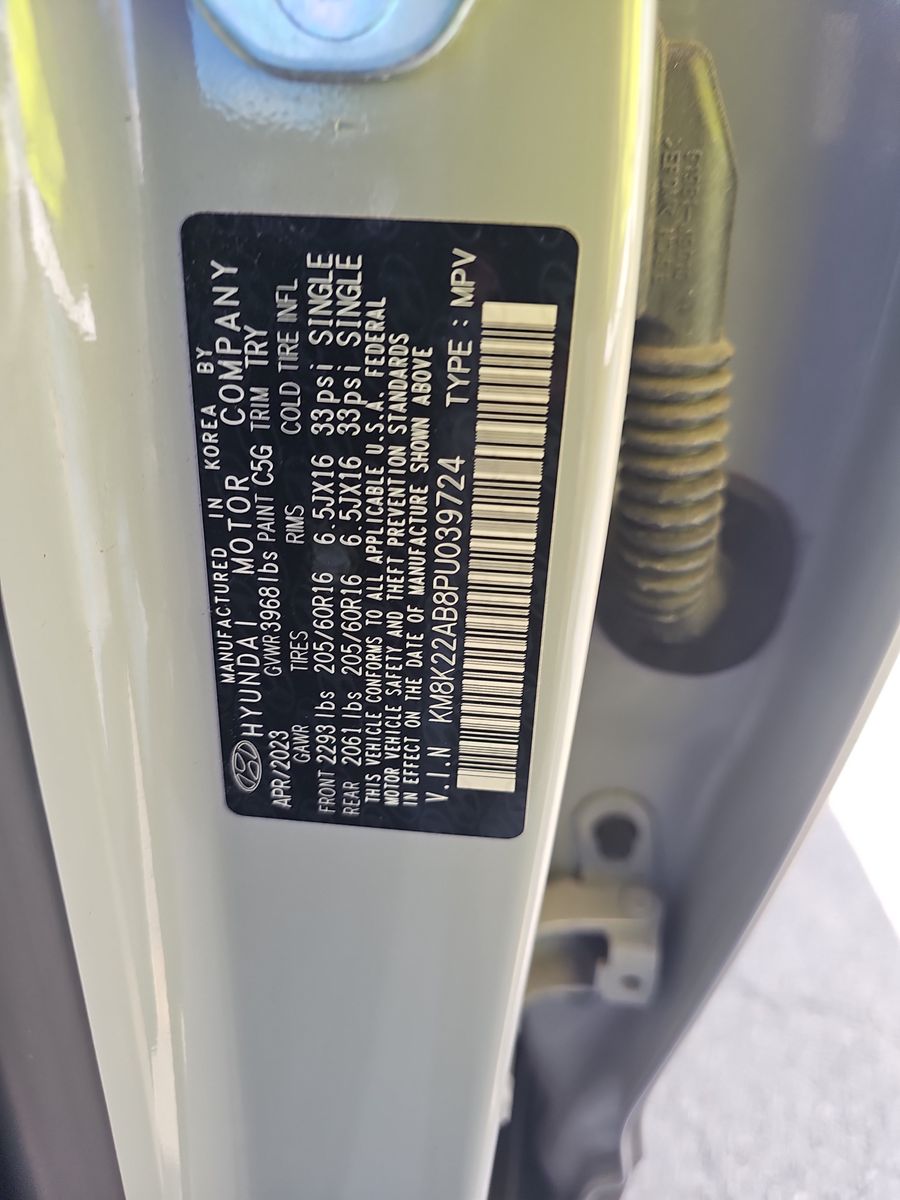 MANUFACTURED IN KOREA BY
HYUNDAI MOTOR COMPANY
APR/2023 GVWR 3968lbs PAINT C5G TRIM TRY
GAWR TIRES RIMS COLD TIRE INFL
FRONT 2293lbs 205/60R16 6.5JX16 33psi SINGLE
REAR 2061lbs 205/60R16 6.5JX16 33psi SINGLE
THIS VEHICLE CONFORMS TO ALL APPLICABLE U.S.A. FEDERAL
MOTOR VEHICLE SAFETY AND THEFT PREVENTION STANDARDS
IN EFFECT ON THE DATE OF MANUFACTURE SHOWN ABOVE
V.I.N KM8K22AB8PU039724 TYPE : MPV